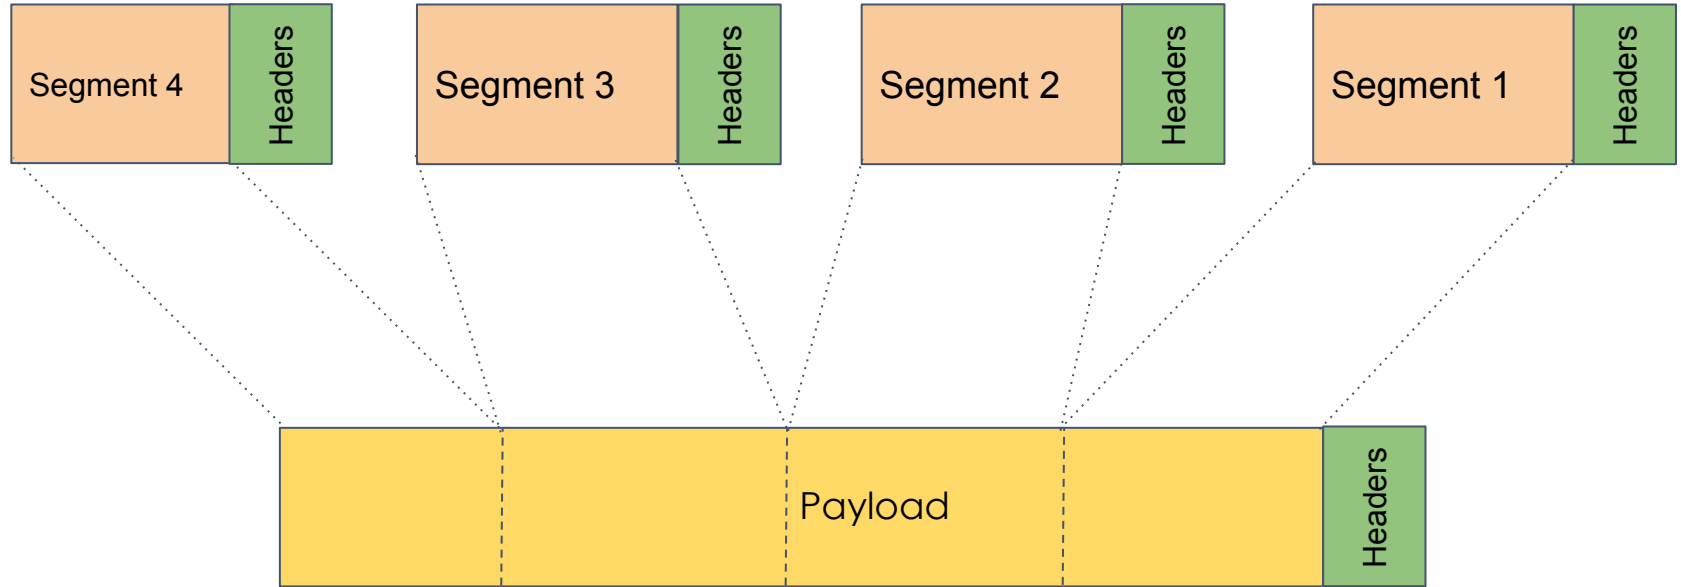 Segment 4
Headers
Segment 3
Headers
Segment 2
Headers
Segment 1
Headers
Payload
Headers